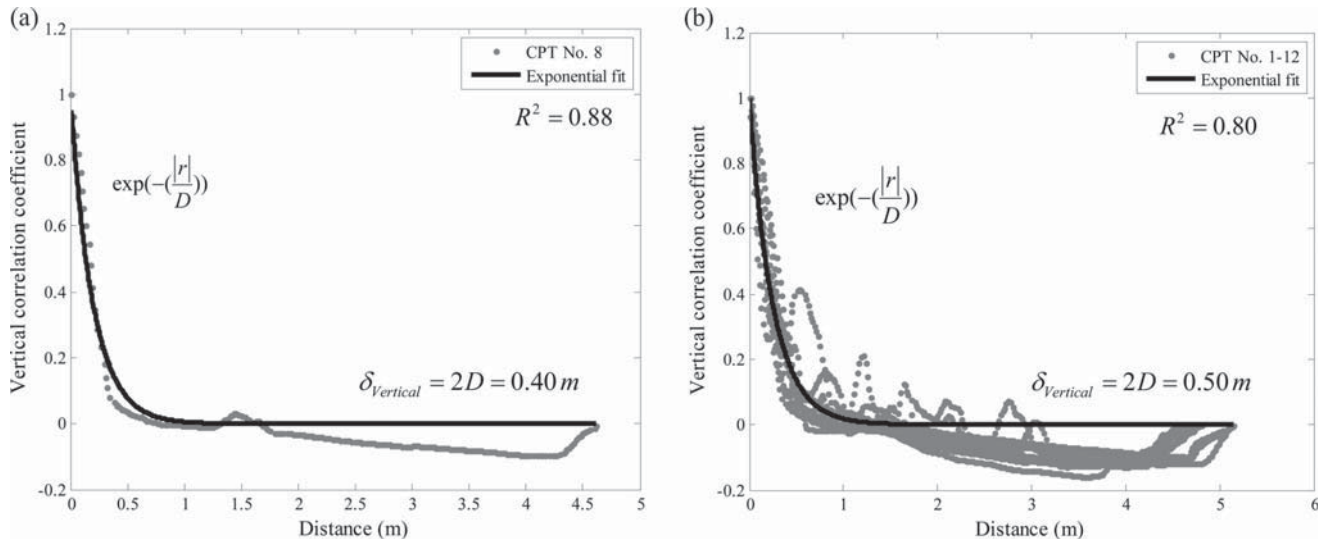 (a)
1.2
1
0.8
0.6
0.4
0.2
0
-0.2
Vertical correlation coefficient
CPT No. 8
Exponential fit
R² = 0.88
exp(−(|r|/D))
δVertical = 2D = 0.40 m
0 0.5 1 1.5 2 2.5 3 3.5 4 4.5 5
Distance (m)
(b)
1.2
1
0.8
0.6
0.4
0.2
0
-0.2
Vertical correlation coefficient
CPT No. 1-12
Exponential fit
R² = 0.80
exp(−(|r|/D))
δVertical = 2D = 0.50 m
0 1 2 3 4 5 6
Distance (m)